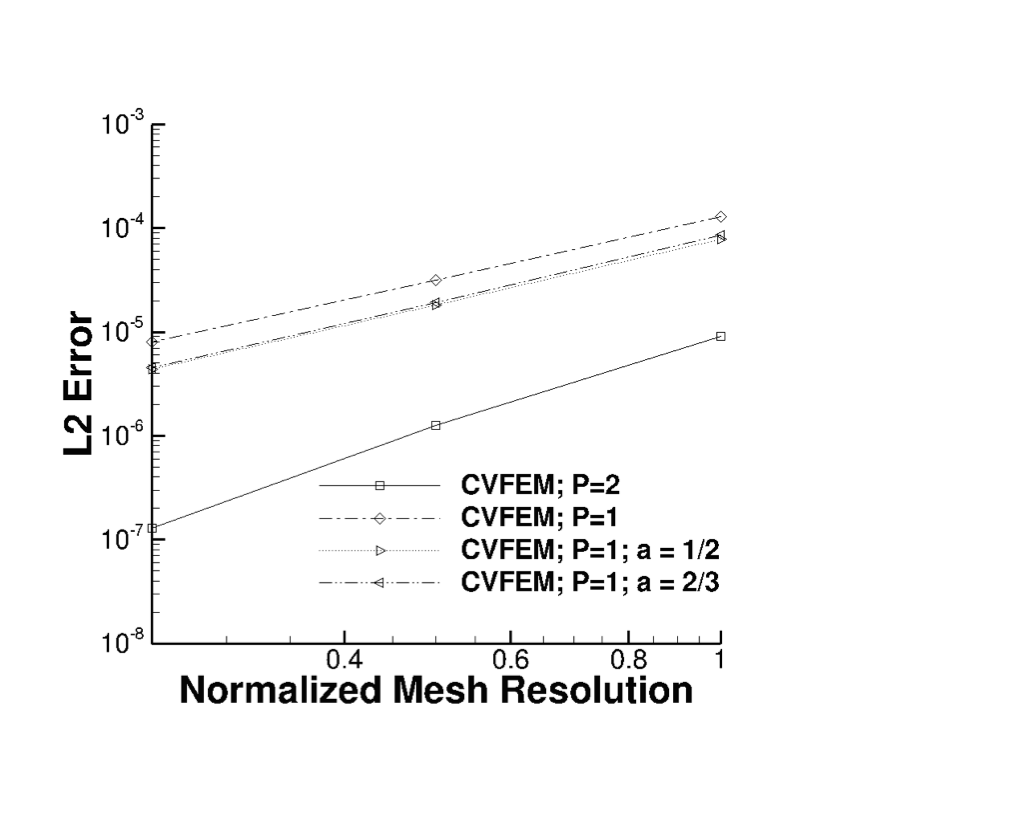 10-3
10-4
10-5
10-6
10-7
10-8
L2 Error
CVFEM; P=2
CVFEM; P=1
CVFEM; P=1; a = 1/2
CVFEM; P=1; a = 2/3
0.4 0.6 0.8 1
Normalized Mesh Resolution